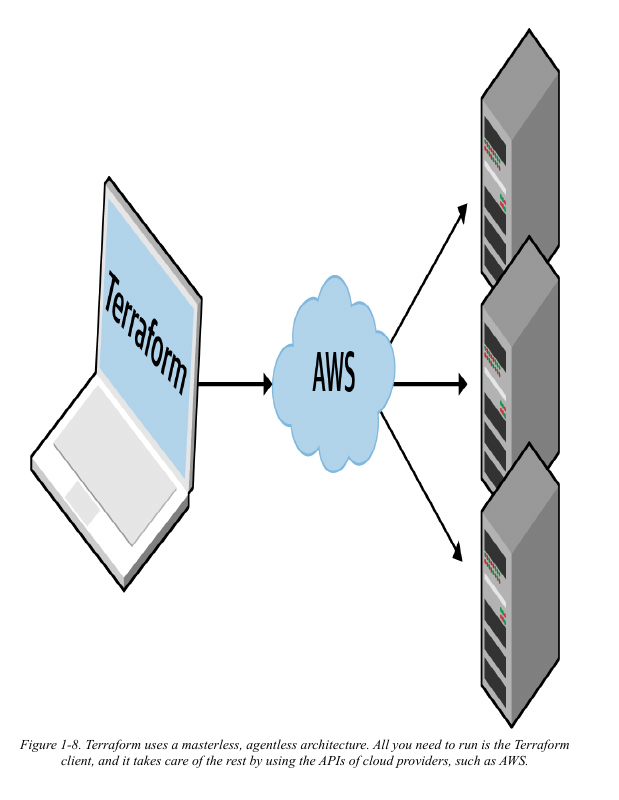 Terraform
AWS
Figure 1-8. Terraform uses a masterless, agentless architecture. All you need to run is the Terraform
client, and it takes care of the rest by using the APIs of cloud providers, such as AWS.